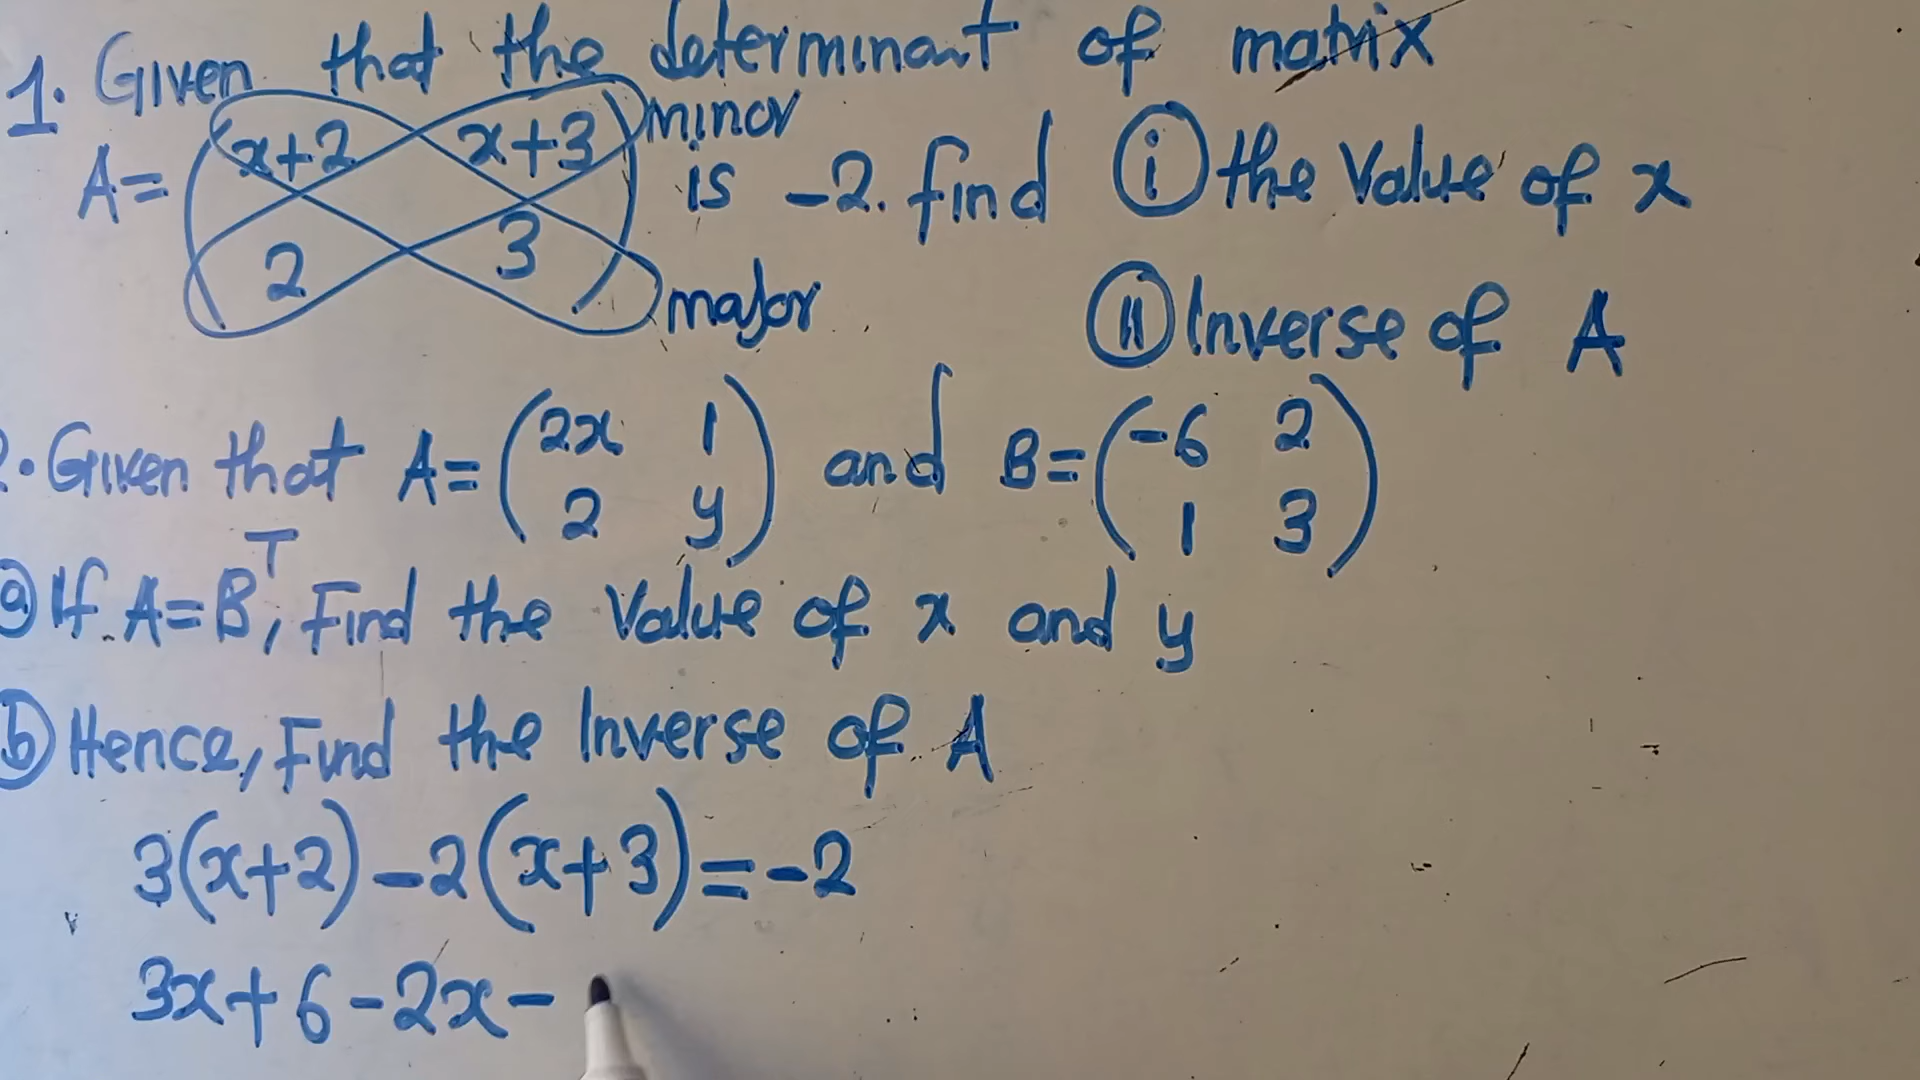 1. Given that the determinant of matrix
A= (x+2 x+3) minor is -2. find (i) the value of x
2 3 major (ii) Inverse of A
2. Given that A= (2x 1 and B= (-6 2
2 y) 1 3)
(a) If A=B^T, Find the value of x and y
(b) Hence, Find the Inverse of A
3(x+2)-2(x+3)=-2
3x+6-2x-